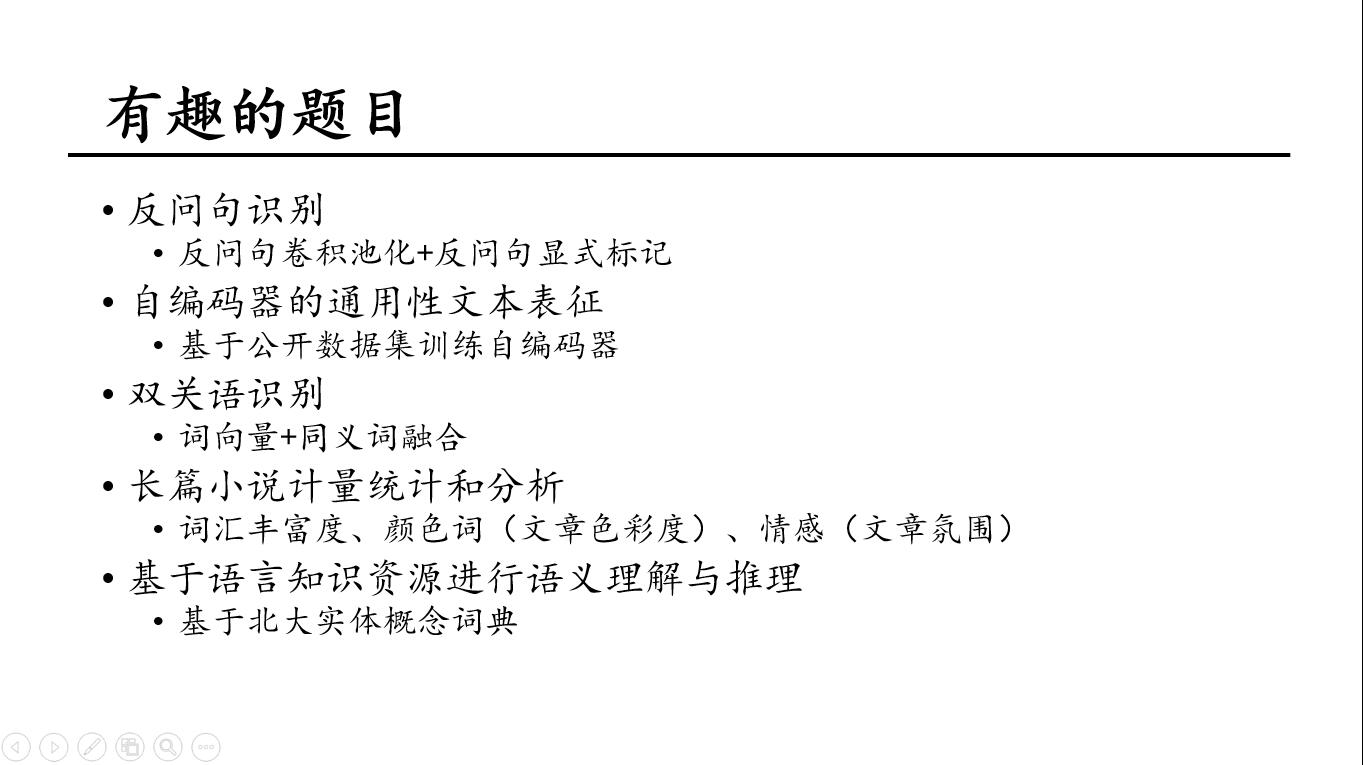 有趣的题目
• 反问句识别
• 反问句卷积池化+反问句显式标记
• 自编码器的通用性文本表征
• 基于公开数据集训练自编码器
• 双关语识别
• 词向量+同义词融合
• 长篇小说计量统计和分析
• 词汇丰富度、颜色词（文章色彩度）、情感（文章氛围）
• 基于语言知识资源进行语义理解与推理
• 基于北大实体概念词典